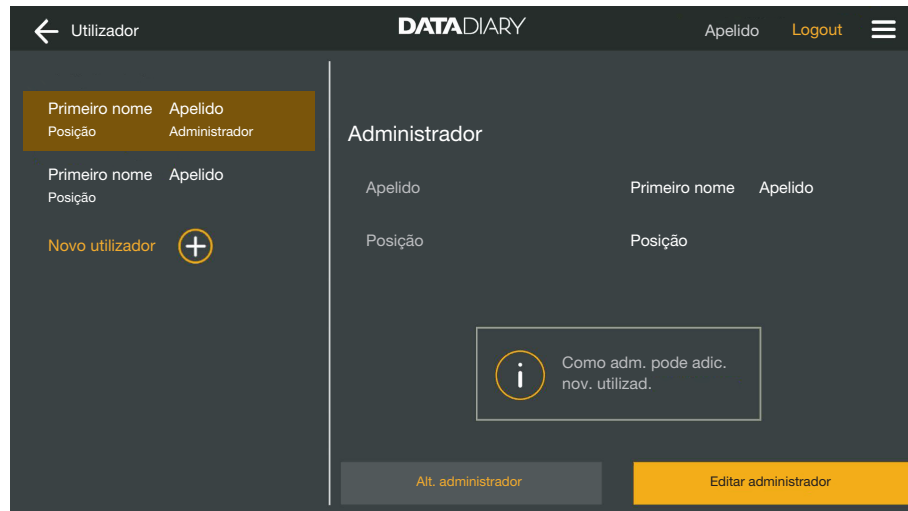 Utilizador
DATADIARY
Apelido Logout
Primeiro nome Apelido
Posição Administrador
Primeiro nome Apelido
Posição
Novo utilizador
Administrador
Apelido Primeiro nome Apelido
Posição Posição
i Como adm. pode adic.
nov. utilizad.
Alt. administrador
Editar administrador